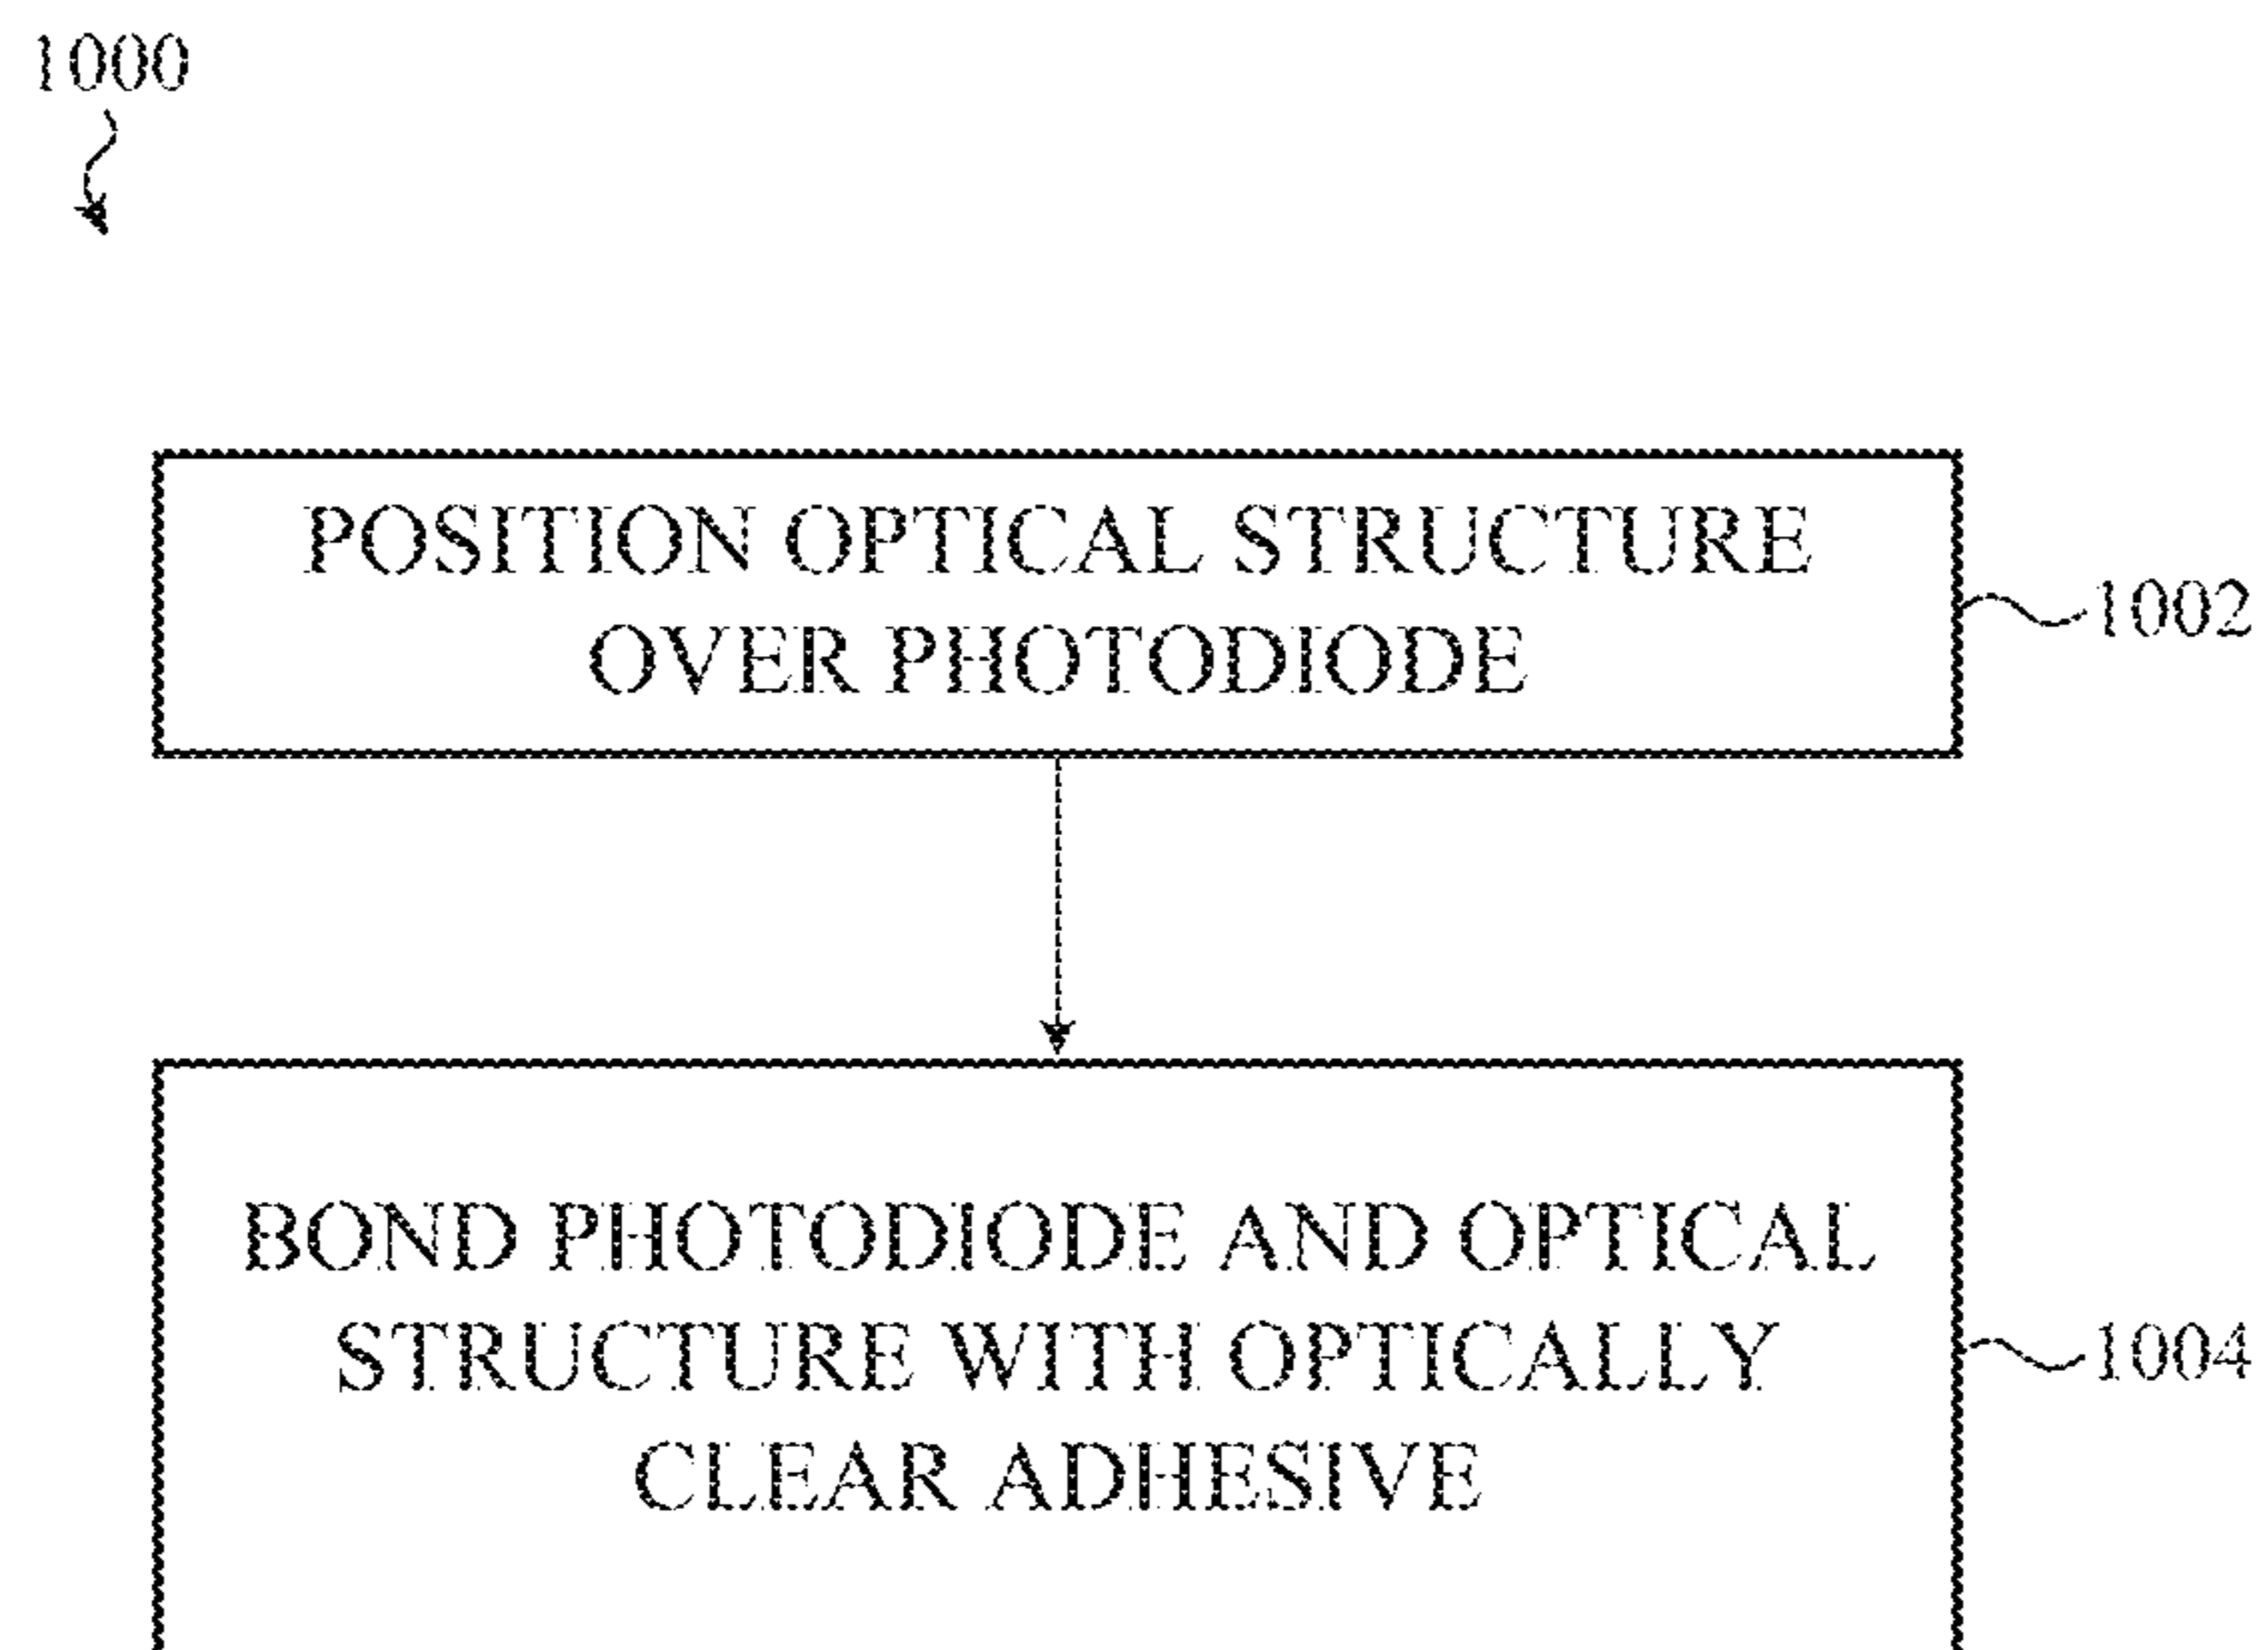 1000
POSITION OPTICAL STRUCTURE
OVER PHOTODIODE
1002
BOND PHOTODIODE AND OPTICAL
STRUCTURE WITH OPTICALLY
CLEAR ADHESIVE
1004